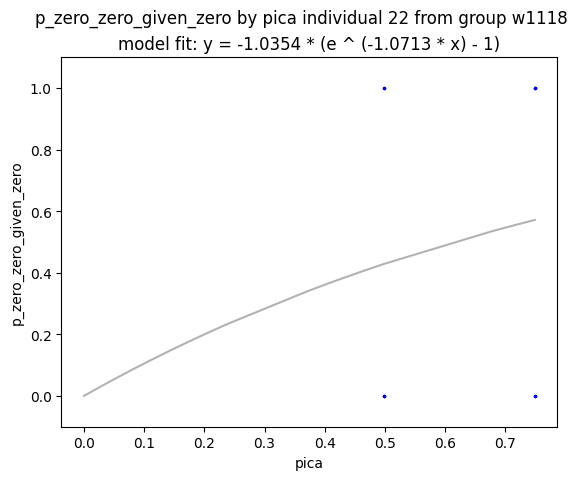 p_zero_zero_given_zero by pica individual 22 from group w1118
model fit: y = -1.0354 * (e ^ (-1.0713 * x) - 1)
1.0
0.8
0.6
0.4
0.2
0.0
p_zero_zero_given_zero
0.0 0.1 0.2 0.3 0.4 0.5 0.6 0.7
pica